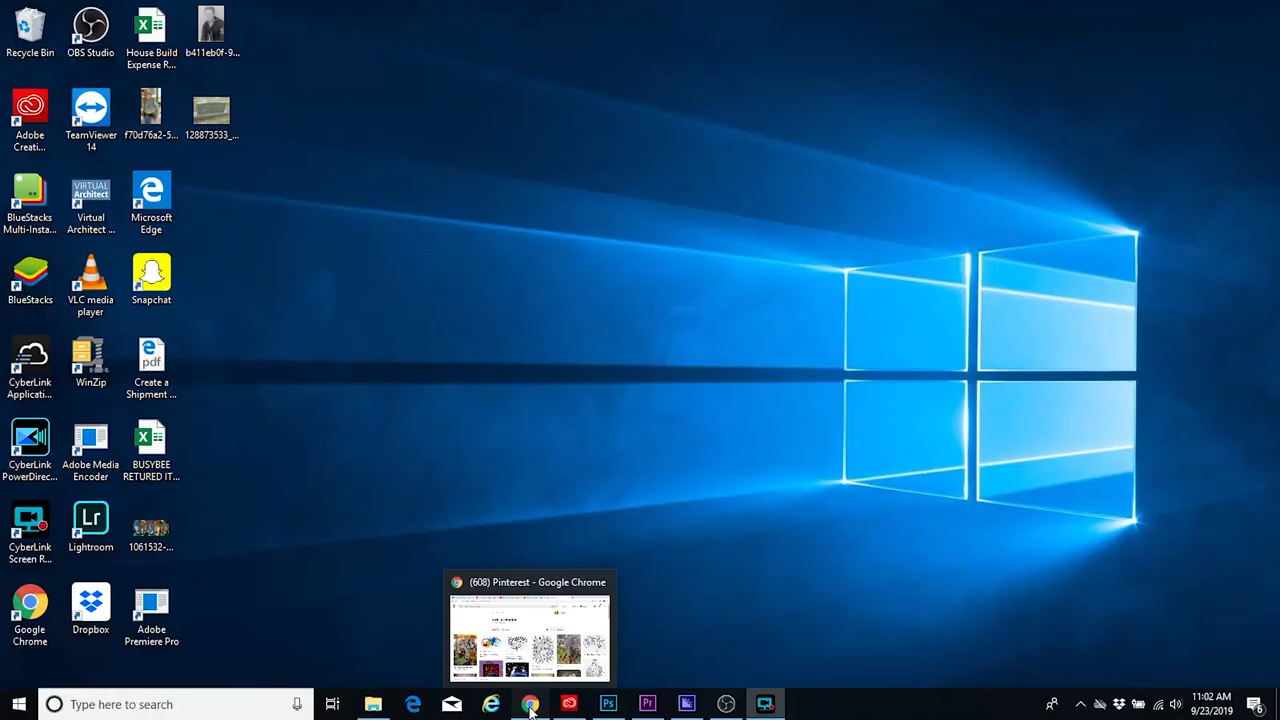 Recycle Bin
OBS Studio
House Build
Expense R...
b411eb0f-9...
Adobe
Creati...
TeamViewer
14
f70d76a2-5...
128873533_...
BlueStacks
Multi-Insta...
VIRTUAL
Architect
Virtual
Architect ...
Microsoft
Edge
BlueStacks
VLC media
player
Snapchat
CyberLink
Applicatio...
WinZip
pdf
Create a
Shipment ...
CyberLink
PowerDirec...
Adobe Media
Encoder
BUSYBEE
RETURED IT...
CyberLink
Screen R...
Lr
Lightroom
1061532-...
Google
Chrome
Dropbox
Adobe
Premiere Pro
(608) Pinterest - Google Chrome
Type here to search
Ps
Pr
11:02 AM
9/23/2019
6